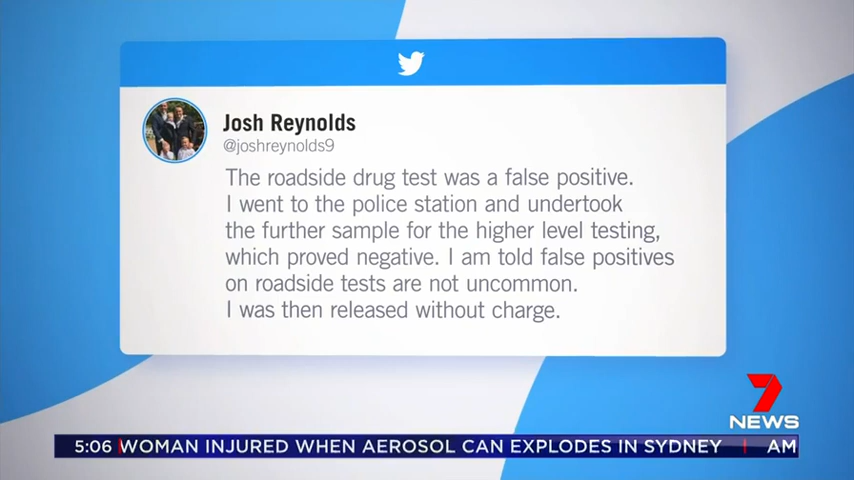 Josh Reynolds
@joshreynolds9
The roadside drug test was a false positive.
I went to the police station and undertook
the further sample for the higher level testing,
which proved negative. I am told false positives
on roadside tests are not uncommon.
I was then released without charge.
7
NEWS
5:06 WOMAN INJURED WHEN AEROSOL CAN EXPLODES IN SYDNEY AM